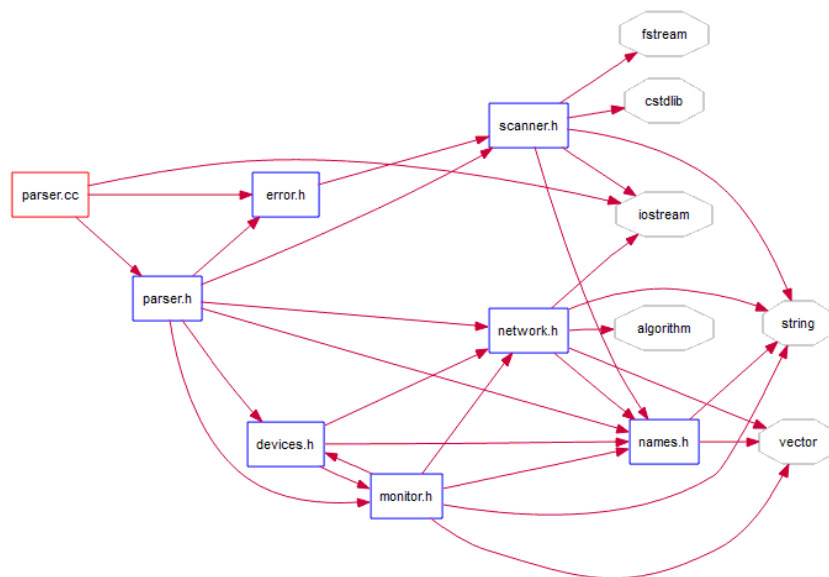 fstream
cstdlib
scanner.h
parser.cc
error.h
iostream
parser.h
network.h
algorithm
string
devices.h
names.h
vector
monitor.h